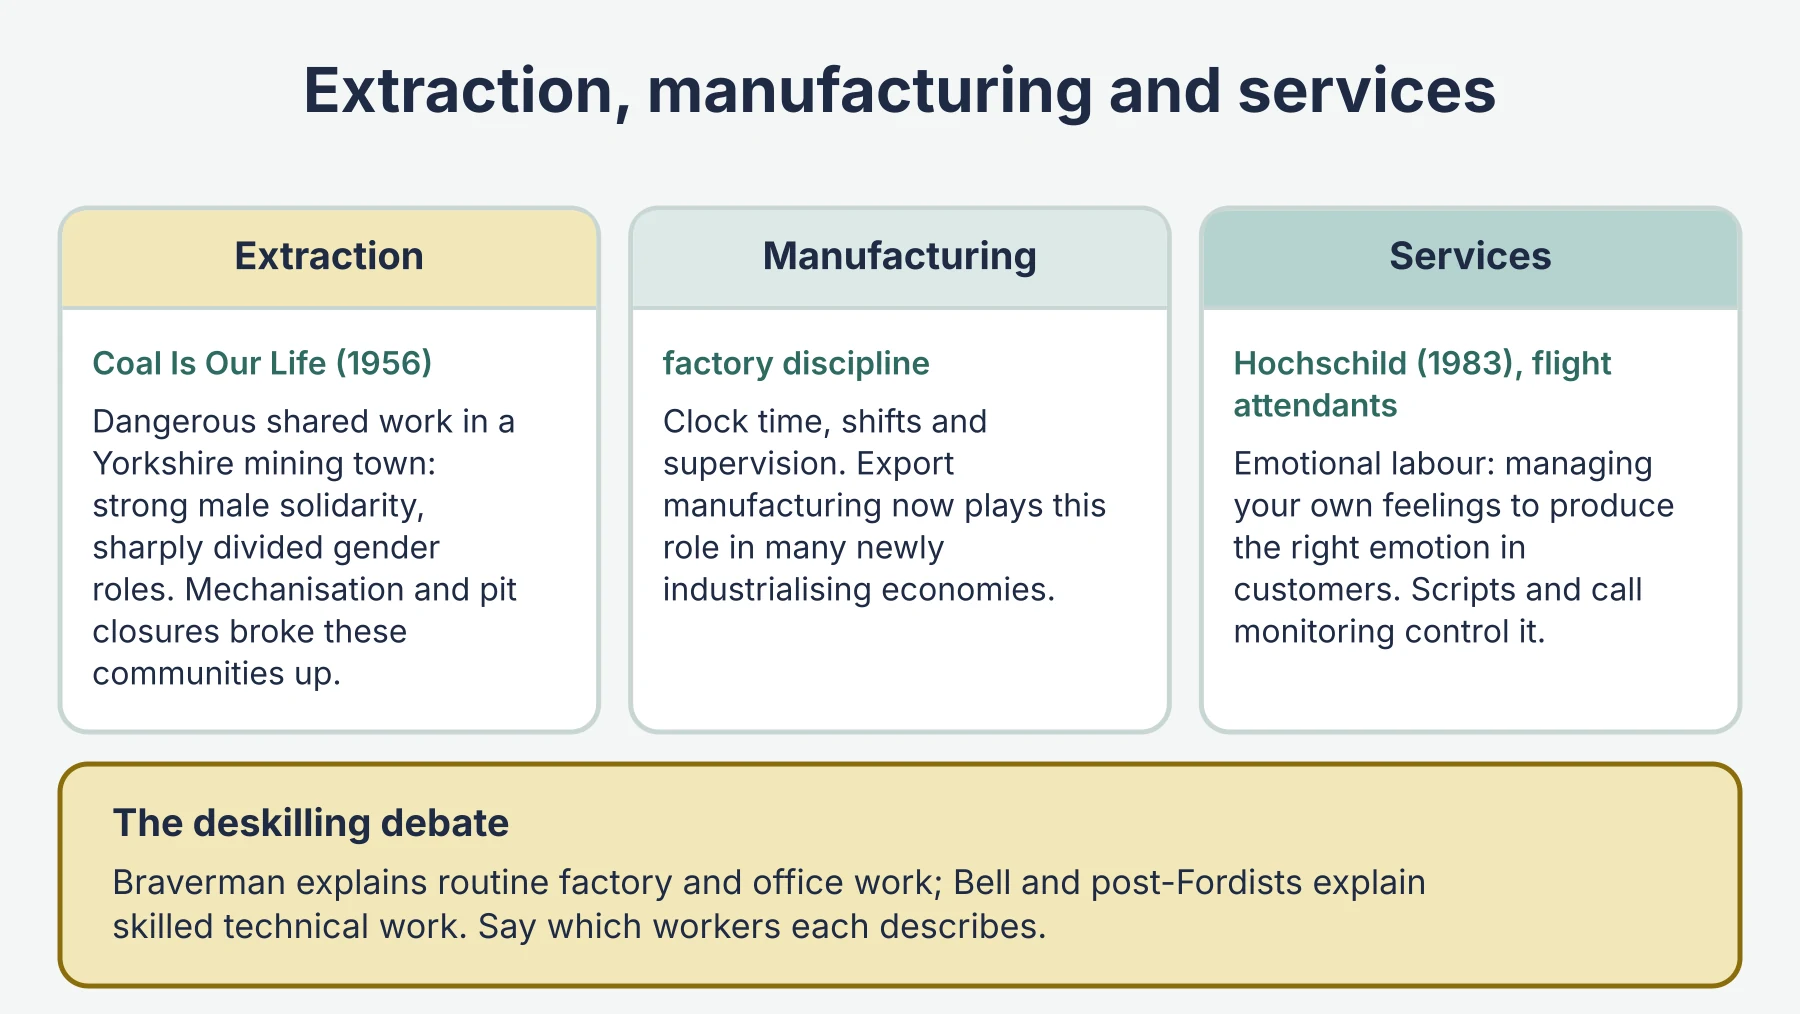 Extraction, manufacturing and services
Extraction
Coal Is Our Life (1956)
Dangerous shared work in a
Yorkshire mining town:
strong male solidarity,
sharply divided gender
roles. Mechanisation and pit
closures broke these
communities up.
Manufacturing
factory discipline
Clock time, shifts and
supervision. Export
manufacturing now plays this
role in many newly
industrialising economies.
Services
Hochschild (1983), flight
attendants
Emotional labour: managing
your own feelings to produce
the right emotion in
customers. Scripts and call
monitoring control it.
The deskilling debate
Braverman explains routine factory and office work; Bell and post-Fordists explain
skilled technical work. Say which workers each describes.